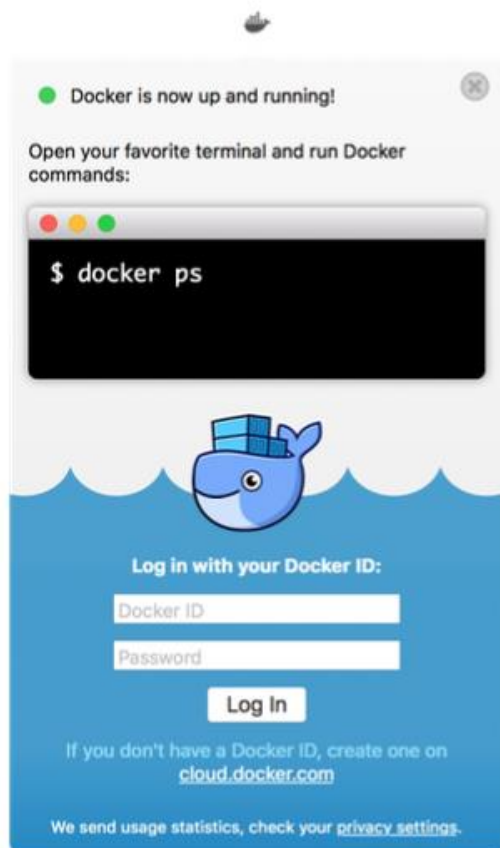 Docker is now up and running!
Open your favorite terminal and run Docker
commands:
$ docker ps
Log in with your Docker ID:
Docker ID
Password
Log In
If you don't have a Docker ID, create one on
cloud.docker.com
We send usage statistics, check your privacy settings.